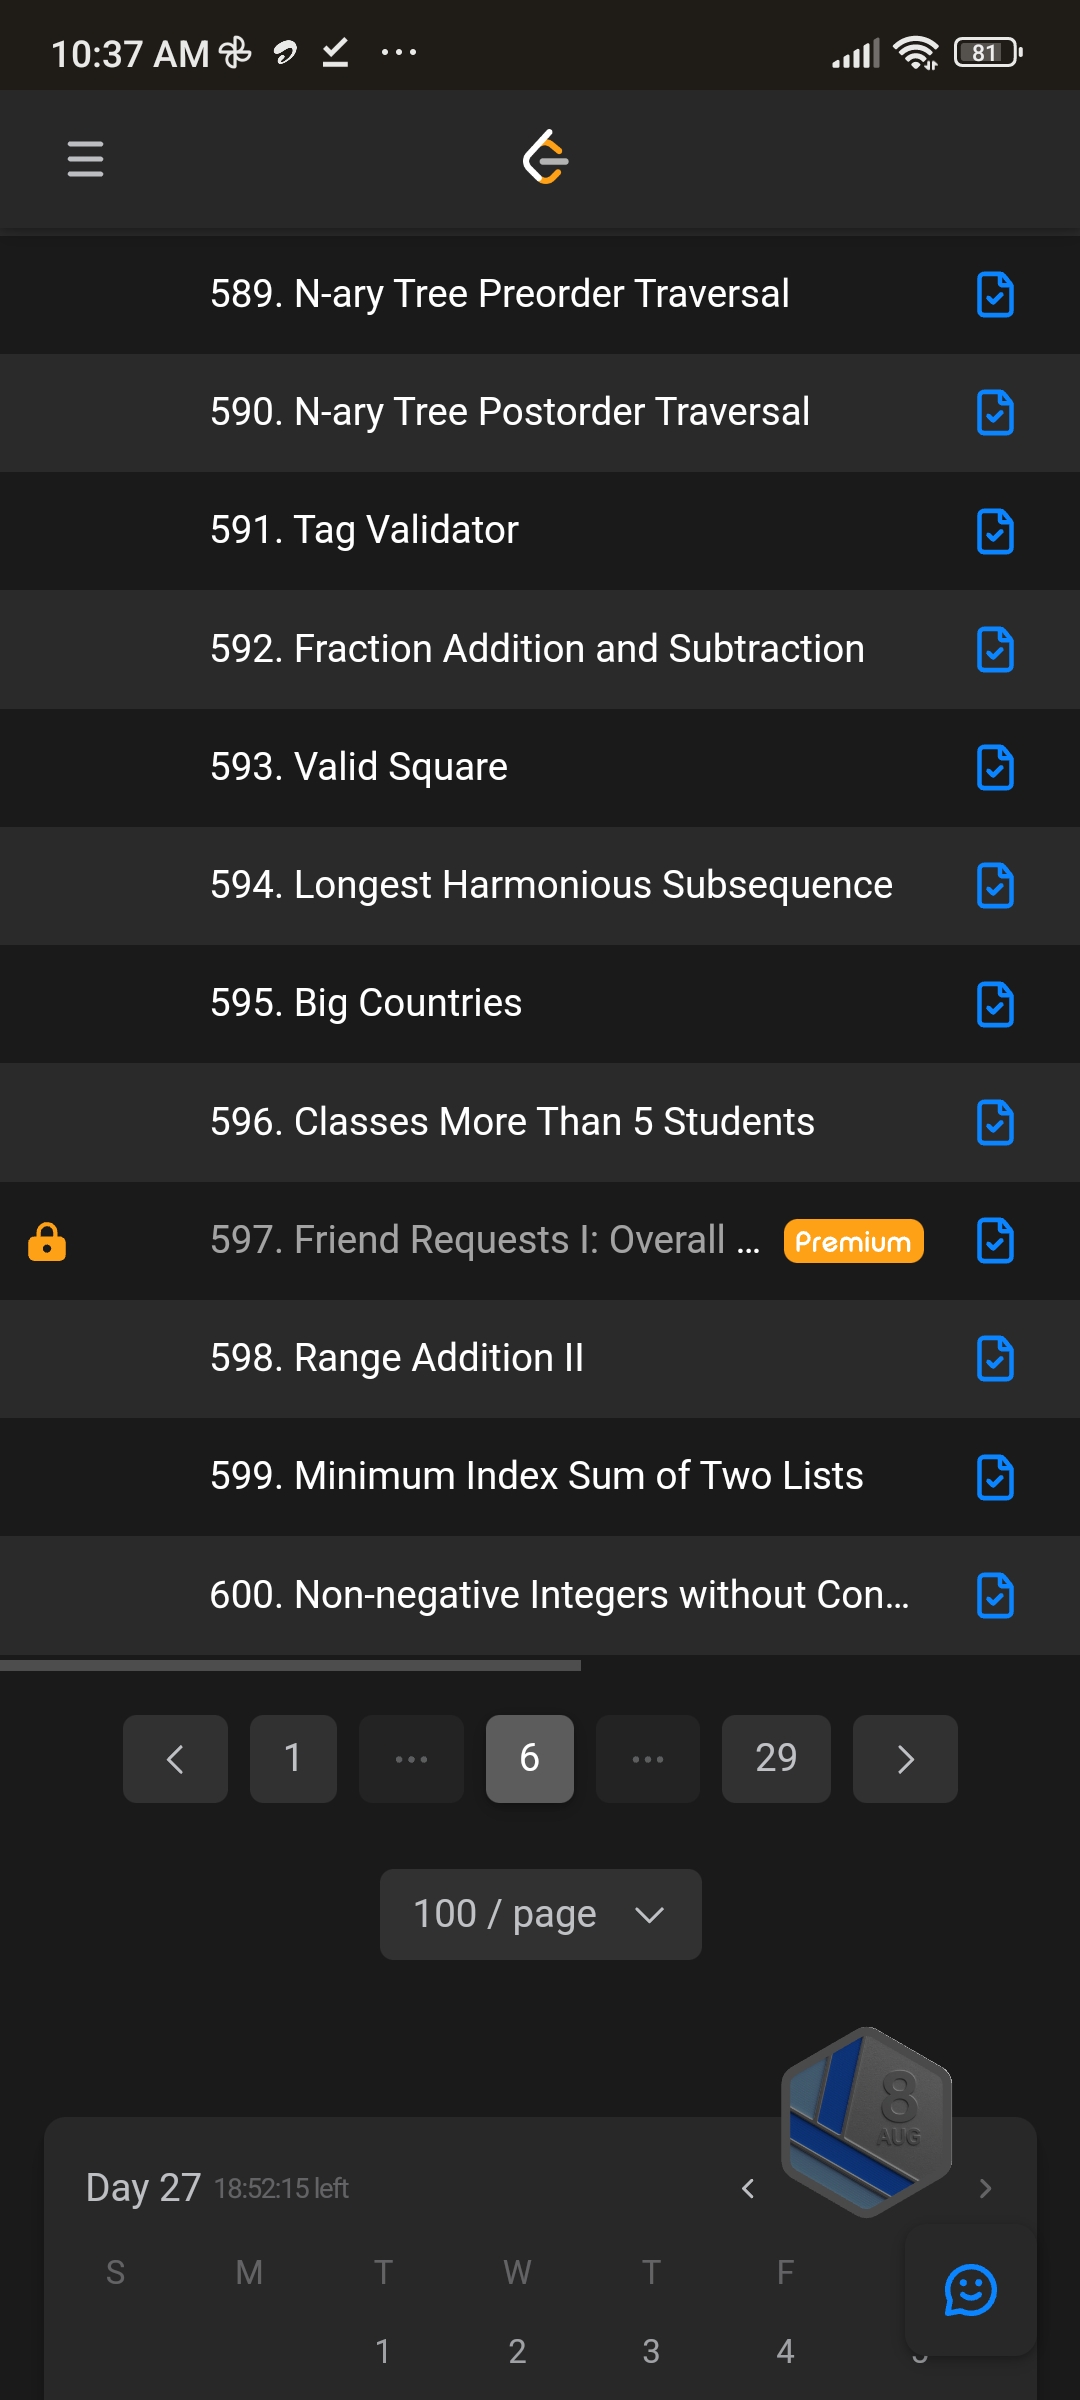 10:37 AM ... 81
589. N-ary Tree Preorder Traversal
590. N-ary Tree Postorder Traversal
591. Tag Validator
592. Fraction Addition and Subtraction
593. Valid Square
594. Longest Harmonious Subsequence
595. Big Countries
596. Classes More Than 5 Students
597. Friend Requests I: Overall ... Premium
598. Range Addition II
599. Minimum Index Sum of Two Lists
600. Non-negative Integers without Con...
1 ... 6 ... 29
100 / page
8
AUG
Day 27 18:52:15 left
S M T W T F
1 2 3 4